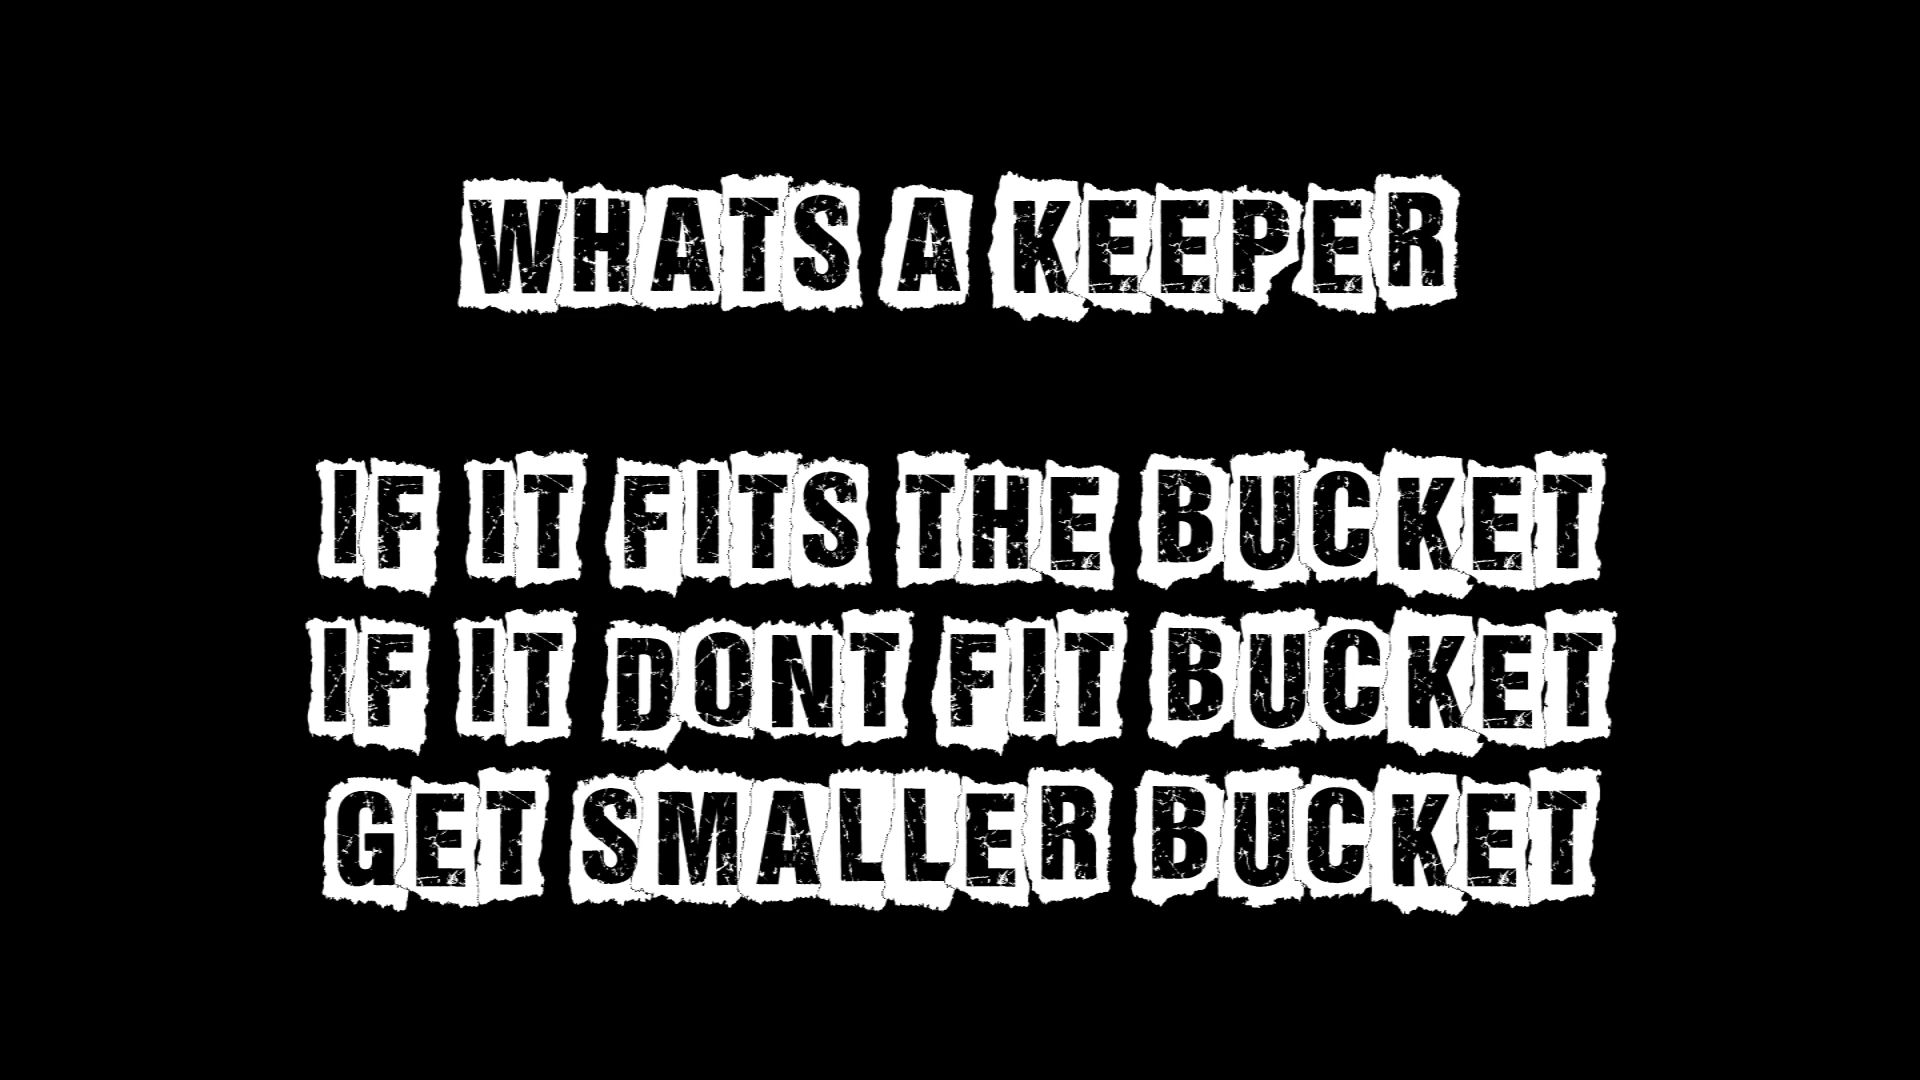 WHATS A KEEPER
IF IT FITS THE BUCKET
IF IT DONT FIT BUCKET
GET SMALLER BUCKET